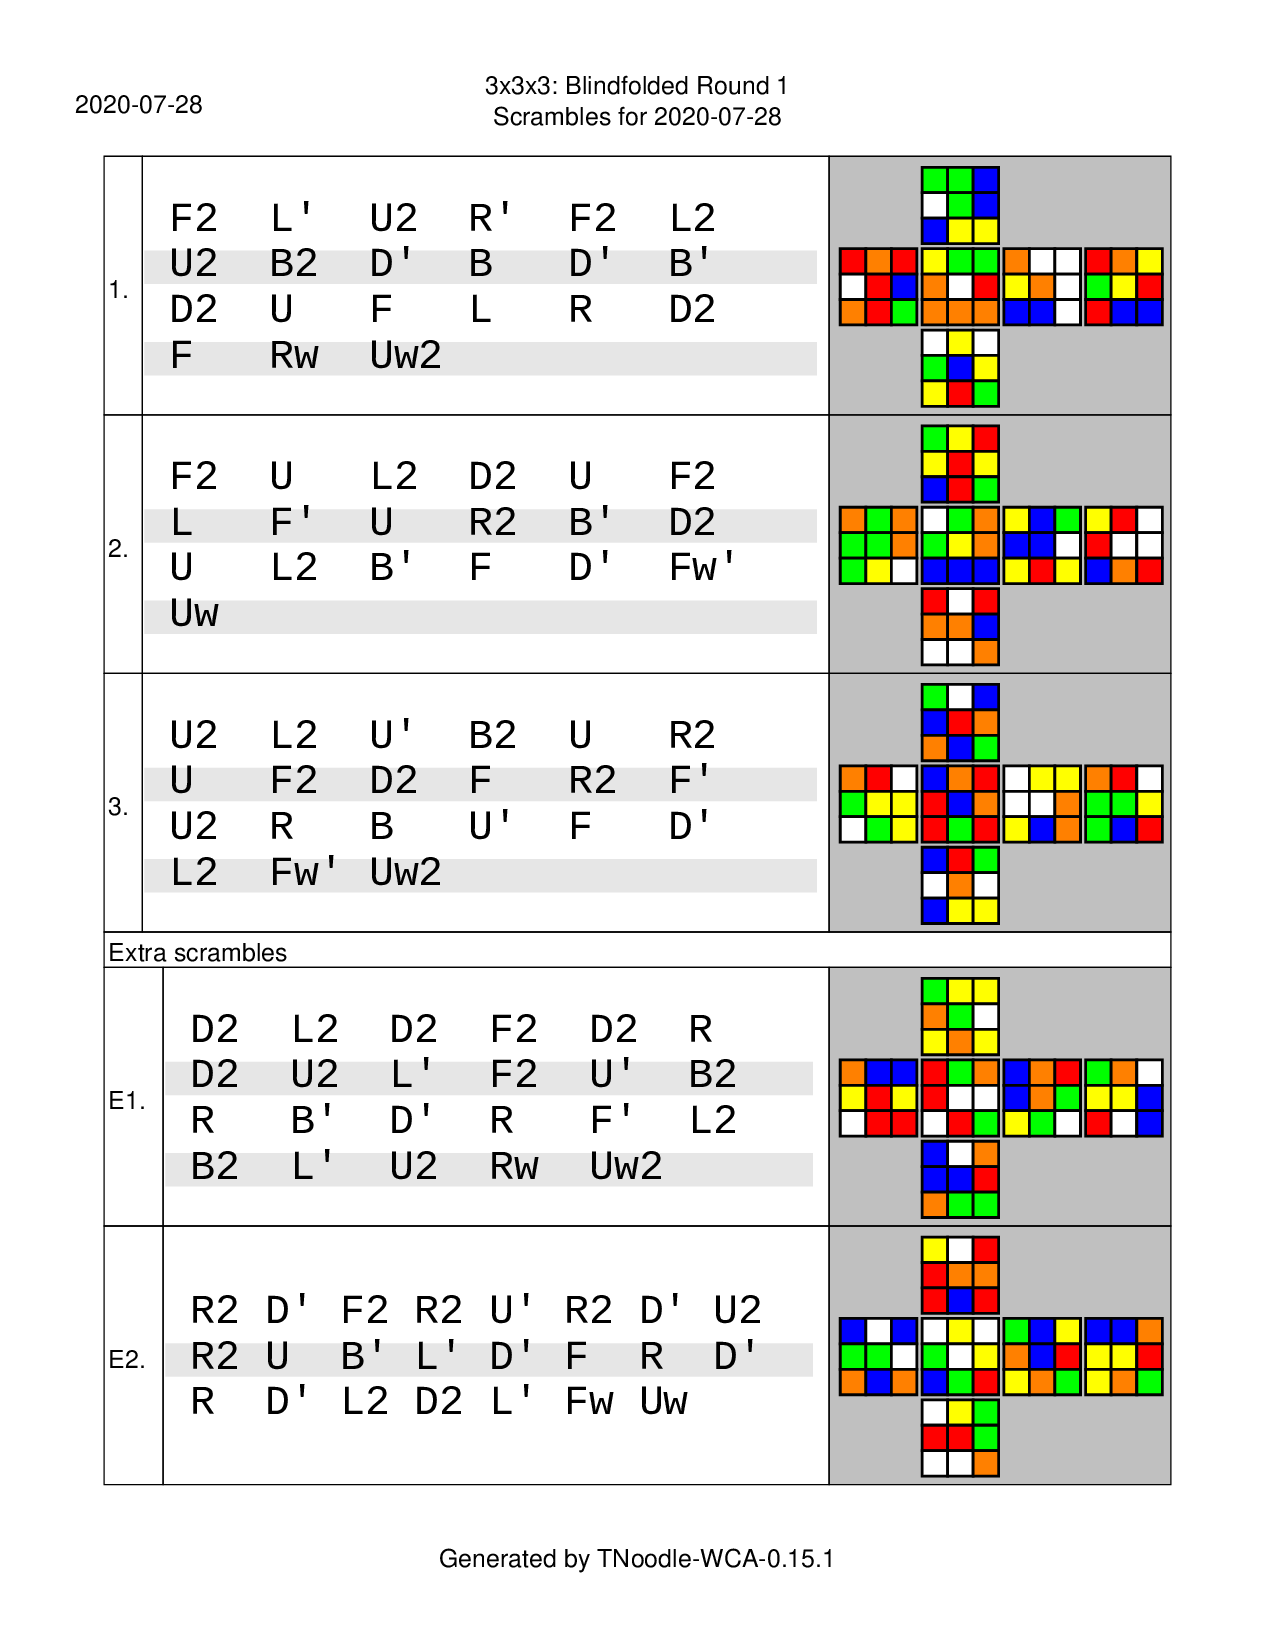 2020-07-28
3x3x3: Blindfolded Round 1
Scrambles for 2020-07-28
1.
F2 L' U2 R' F2 L2
U2 B2 D' B D' B'
D2 U F L R D2
F Rw Uw2
2.
F2 U L2 D2 U F2
L F' U R2 B' D2
U L2 B' F D' Fw'
Uw
3.
U2 L2 U' B2 U R2
U F2 D2 F R2 F'
U2 R B U' F D'
L2 Fw' Uw2
Extra scrambles
E1.
D2 L2 D2 F2 D2 R
D2 U2 L' F2 U' B2
R B' D' R F' L2
B2 L' U2 Rw Uw2
E2.
R2 D' F2 R2 U' R2 D' U2
R2 U B' L' D' F R D'
R D' L2 D2 L' Fw Uw
Generated by TNoodle-WCA-0.15.1